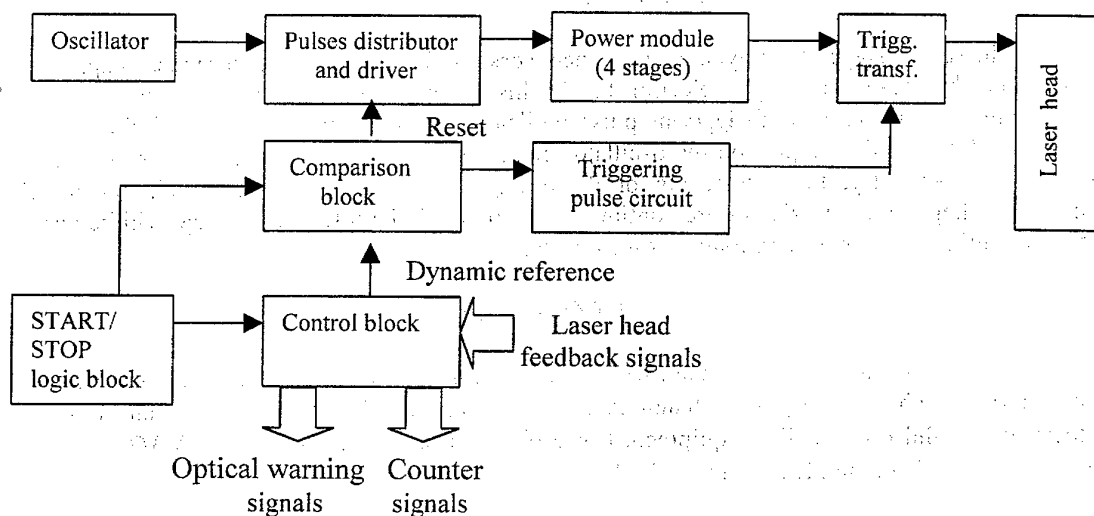 Oscillator
Pulses distributor
and driver
Power module
(4 stages)
Trigg.
transf.
Laser head
Reset
Comparison
block
Triggering
pulse circuit
Dynamic reference
START/
STOP
logic block
Control block
Laser head
feedback signals
Optical warning
signals
Counter
signals